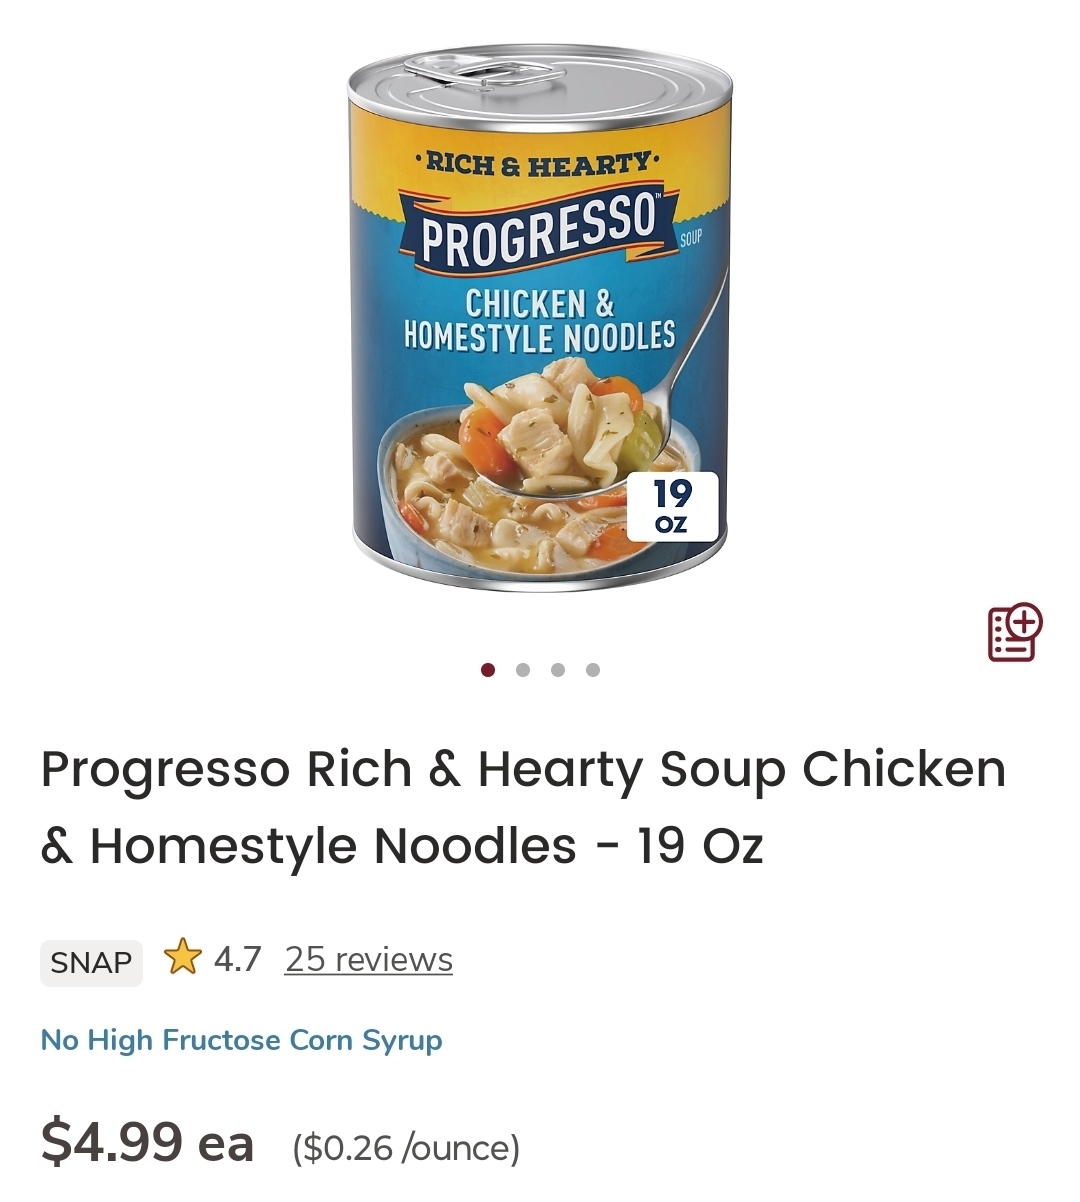 ·RICH & HEARTY·
PROGRESSO™
SOUP
CHICKEN &
HOMESTYLE NOODLES
19
OZ
Progresso Rich & Hearty Soup Chicken
& Homestyle Noodles - 19 Oz
SNAP 4.7 25 reviews
No High Fructose Corn Syrup
$4.99 ea ($0.26 /ounce)